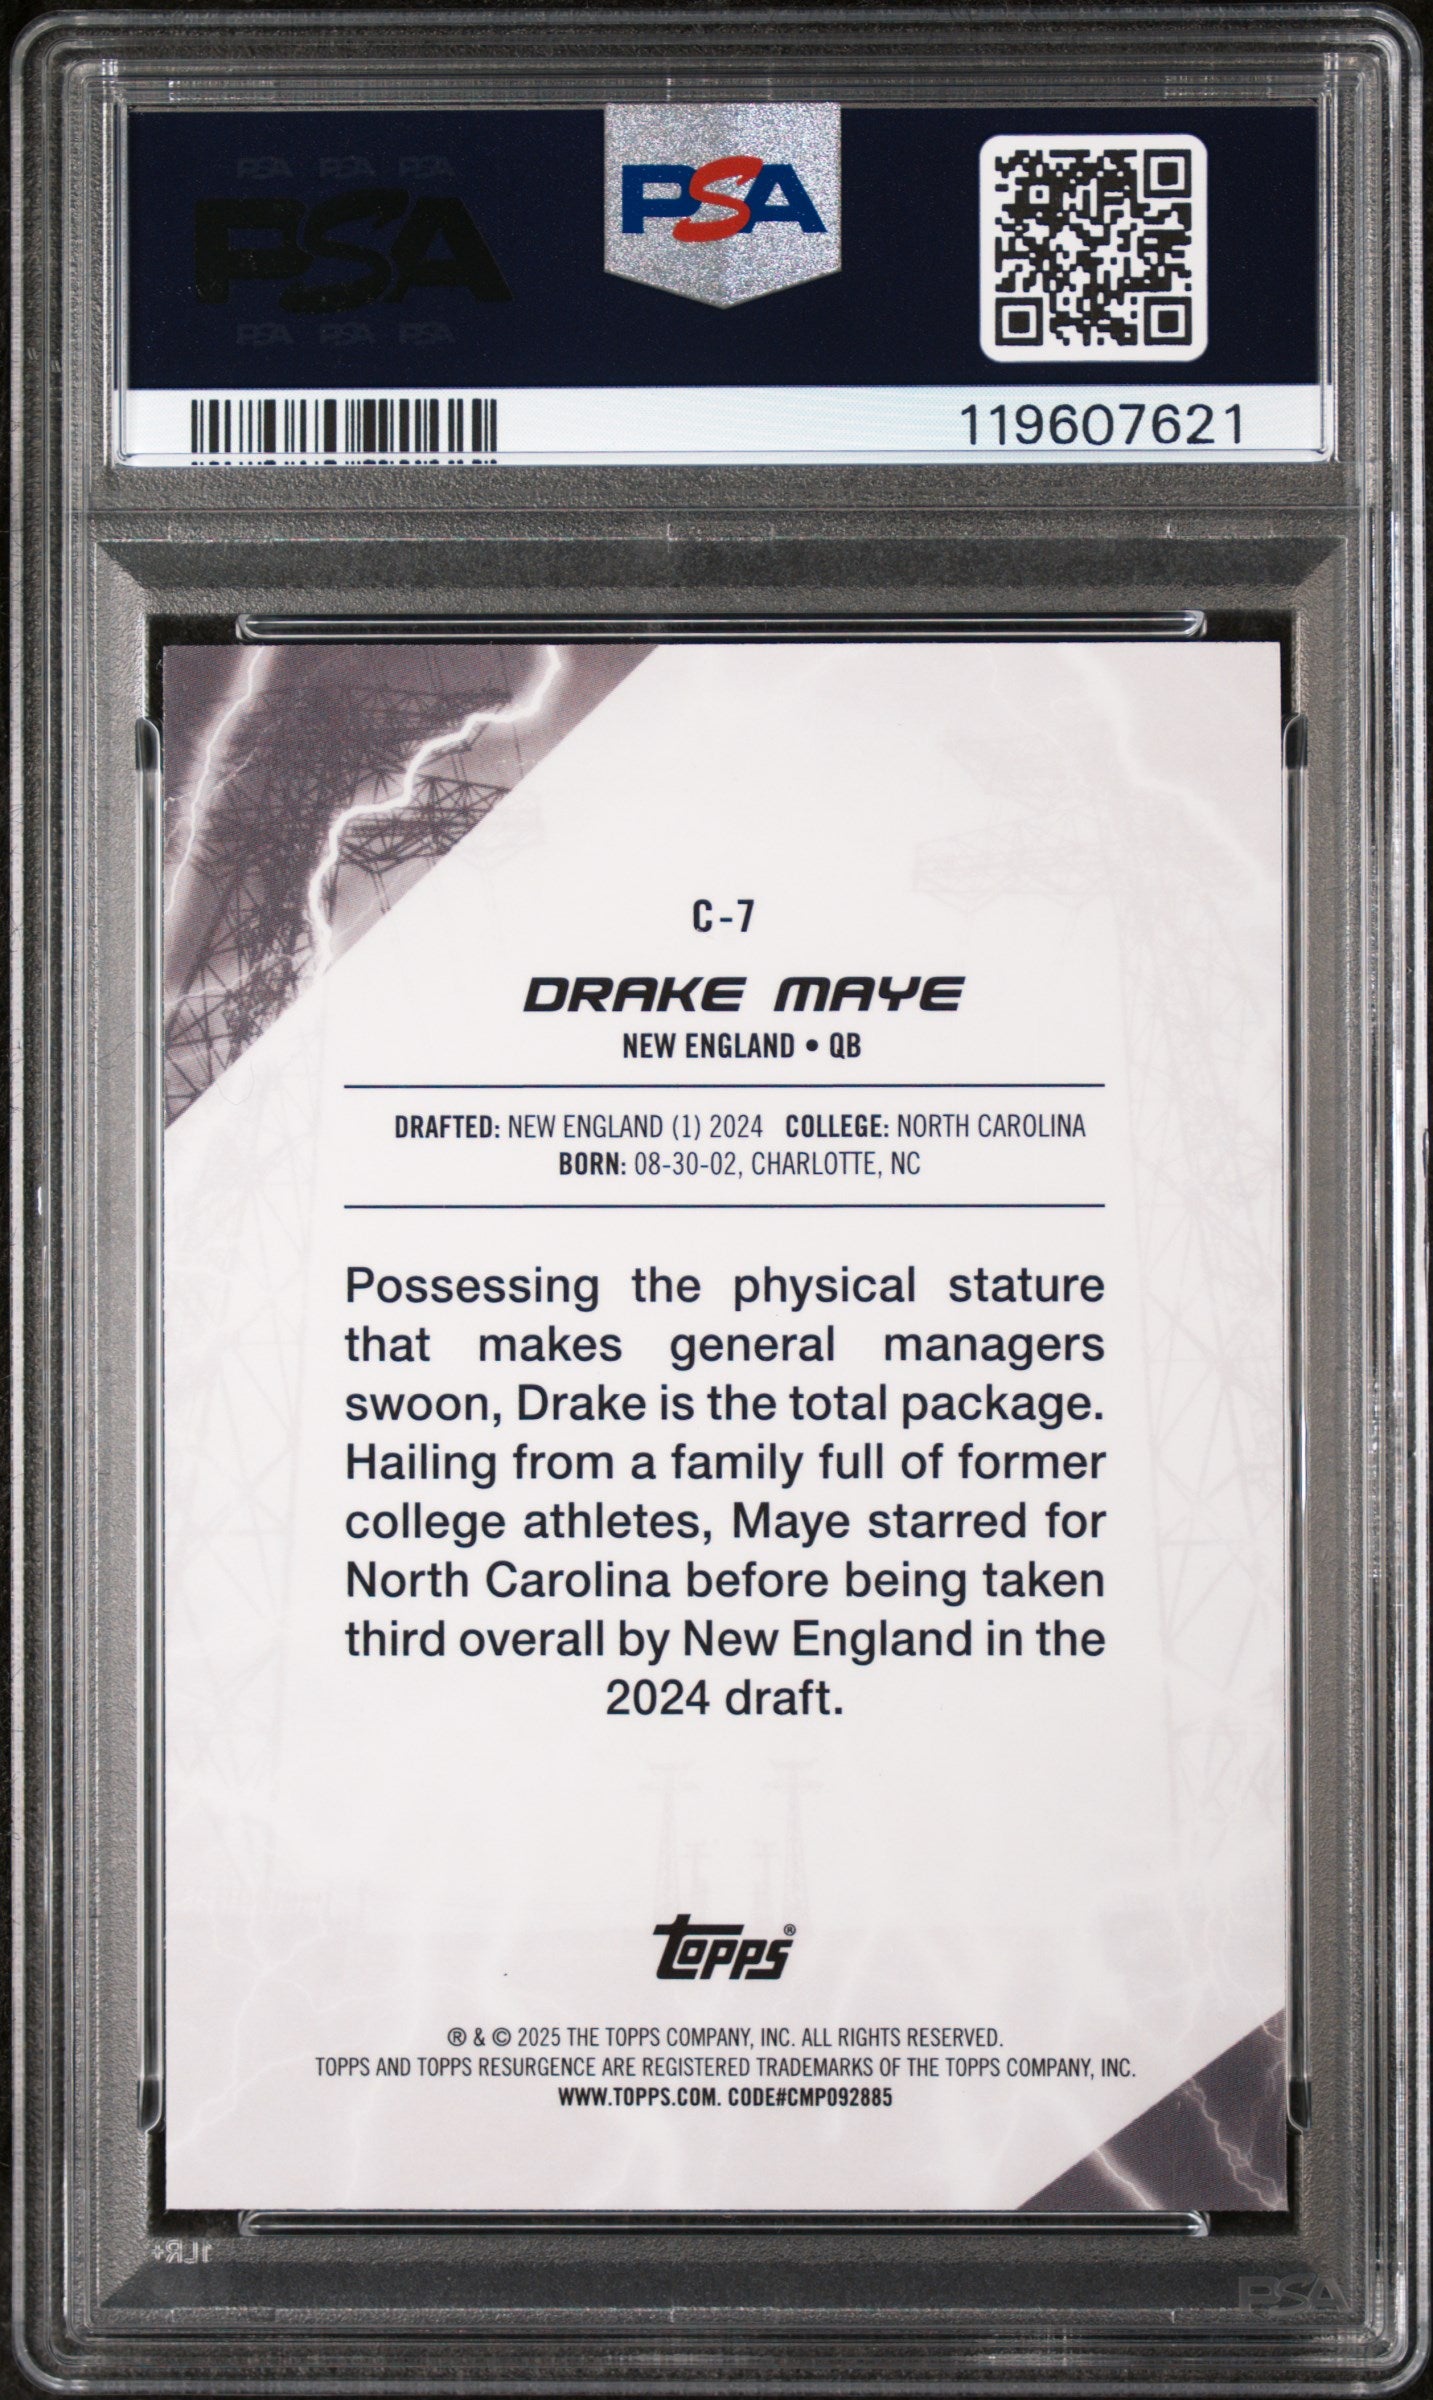 PSA PSA PSA
PSA
PSA PSA PSA
PSA
119607621
C-7
DRAKE MAYE
NEW ENGLAND • QB
DRAFTED: NEW ENGLAND (1) 2024 COLLEGE: NORTH CAROLINA
BORN: 08-30-02, CHARLOTTE, NC
Possessing the physical stature
that makes general managers
swoon, Drake is the total package.
Hailing from a family full of former
college athletes, Maye starred for
North Carolina before being taken
third overall by New England in the
2024 draft.
topps®
® & © 2025 THE TOPPS COMPANY, INC. ALL RIGHTS RESERVED.
TOPPS AND TOPPS RESURGENCE ARE REGISTERED TRADEMARKS OF THE TOPPS COMPANY, INC.
WWW.TOPPS.COM. CODE#CMP092885
1LR+
PSA